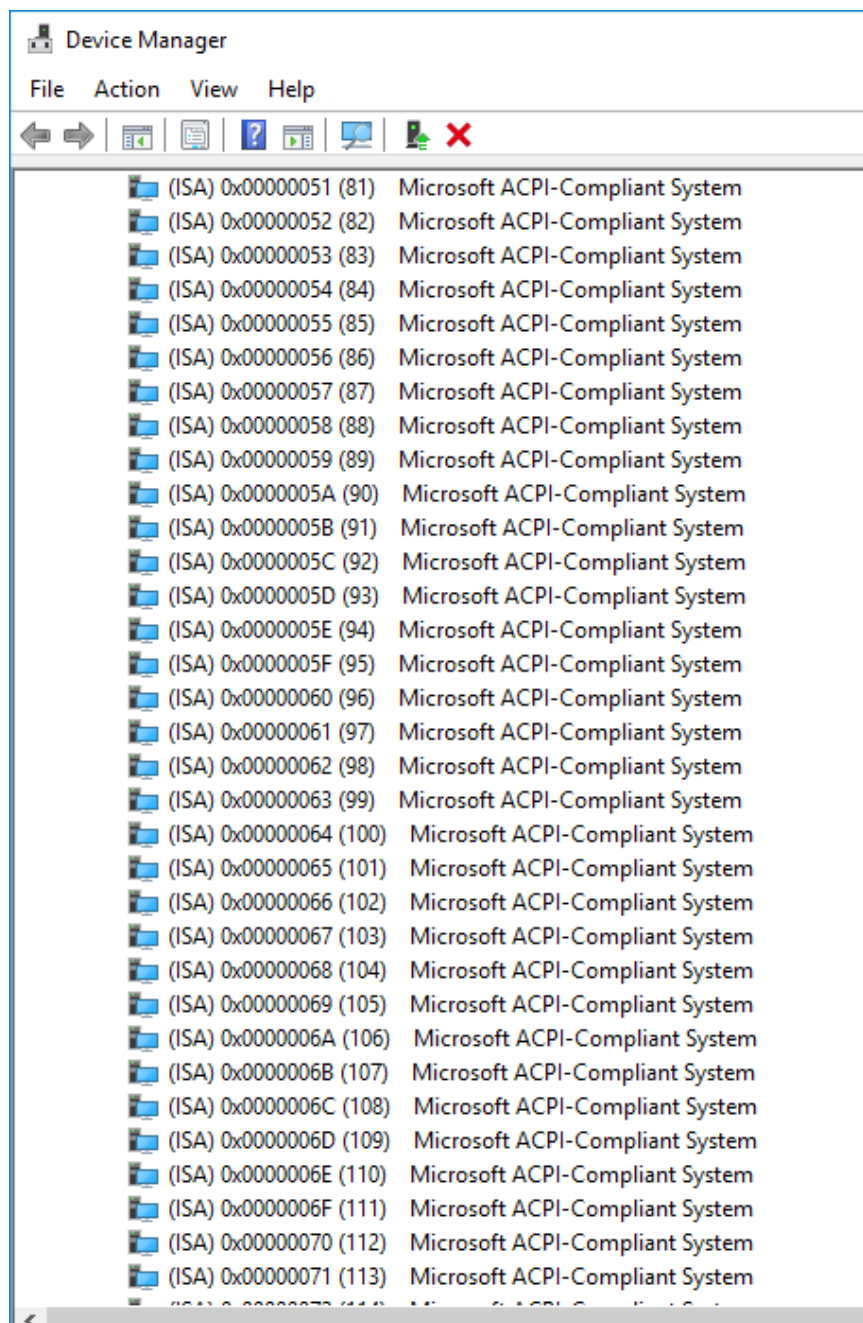 Device Manager
File Action View Help
(ISA) 0x00000051 (81) Microsoft ACPI-Compliant System
(ISA) 0x00000052 (82) Microsoft ACPI-Compliant System
(ISA) 0x00000053 (83) Microsoft ACPI-Compliant System
(ISA) 0x00000054 (84) Microsoft ACPI-Compliant System
(ISA) 0x00000055 (85) Microsoft ACPI-Compliant System
(ISA) 0x00000056 (86) Microsoft ACPI-Compliant System
(ISA) 0x00000057 (87) Microsoft ACPI-Compliant System
(ISA) 0x00000058 (88) Microsoft ACPI-Compliant System
(ISA) 0x00000059 (89) Microsoft ACPI-Compliant System
(ISA) 0x0000005A (90) Microsoft ACPI-Compliant System
(ISA) 0x0000005B (91) Microsoft ACPI-Compliant System
(ISA) 0x0000005C (92) Microsoft ACPI-Compliant System
(ISA) 0x0000005D (93) Microsoft ACPI-Compliant System
(ISA) 0x0000005E (94) Microsoft ACPI-Compliant System
(ISA) 0x0000005F (95) Microsoft ACPI-Compliant System
(ISA) 0x00000060 (96) Microsoft ACPI-Compliant System
(ISA) 0x00000061 (97) Microsoft ACPI-Compliant System
(ISA) 0x00000062 (98) Microsoft ACPI-Compliant System
(ISA) 0x00000063 (99) Microsoft ACPI-Compliant System
(ISA) 0x00000064 (100) Microsoft ACPI-Compliant System
(ISA) 0x00000065 (101) Microsoft ACPI-Compliant System
(ISA) 0x00000066 (102) Microsoft ACPI-Compliant System
(ISA) 0x00000067 (103) Microsoft ACPI-Compliant System
(ISA) 0x00000068 (104) Microsoft ACPI-Compliant System
(ISA) 0x00000069 (105) Microsoft ACPI-Compliant System
(ISA) 0x0000006A (106) Microsoft ACPI-Compliant System
(ISA) 0x0000006B (107) Microsoft ACPI-Compliant System
(ISA) 0x0000006C (108) Microsoft ACPI-Compliant System
(ISA) 0x0000006D (109) Microsoft ACPI-Compliant System
(ISA) 0x0000006E (110) Microsoft ACPI-Compliant System
(ISA) 0x0000006F (111) Microsoft ACPI-Compliant System
(ISA) 0x00000070 (112) Microsoft ACPI-Compliant System
(ISA) 0x00000071 (113) Microsoft ACPI-Compliant System